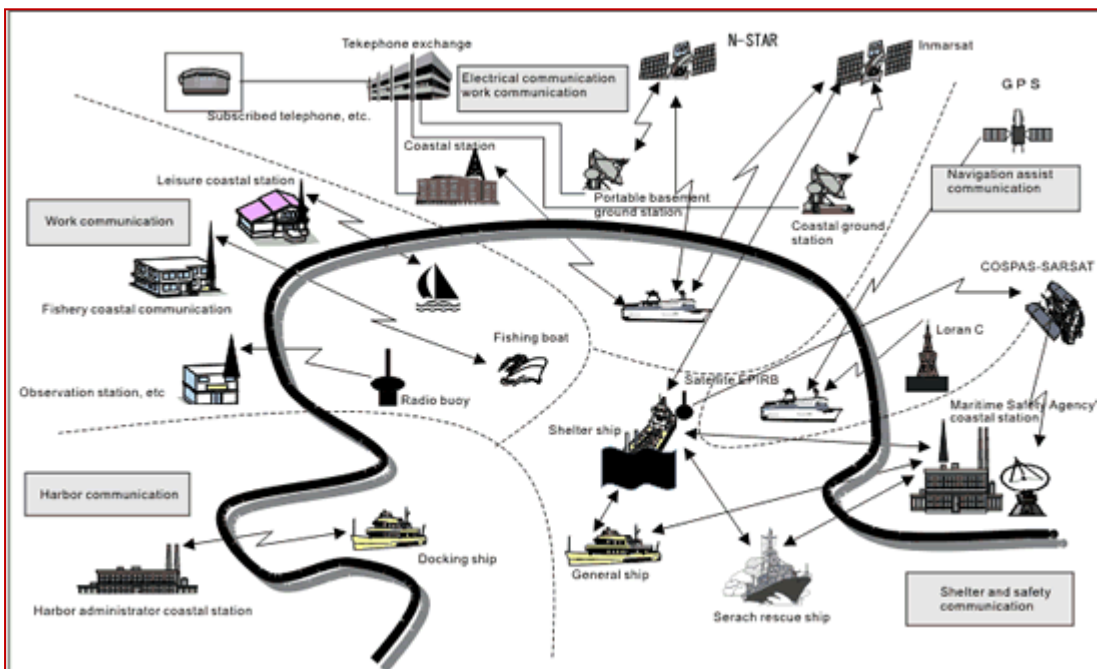 N-STAR
Inmarsat
Tekephone exchange
Electrical communication
work communication
GPS
Subscribed telephone, etc.
Coastal station
Navigation assist
communication
Leisure coastal station
Portable basement
ground station
Work communication
Coastal ground
station
COSPAS-SARSAT
Fishery coastal communication
Fishing boat
Loran C
Observation station, etc
Radio buoy
Satellite EPIRB
Maritime Safety Agency'
coastal station
Shelter ship
Harbor communication
Docking ship
General ship
Harbor administrator coastal station
Serach rescue ship
Shelter and safety
communication